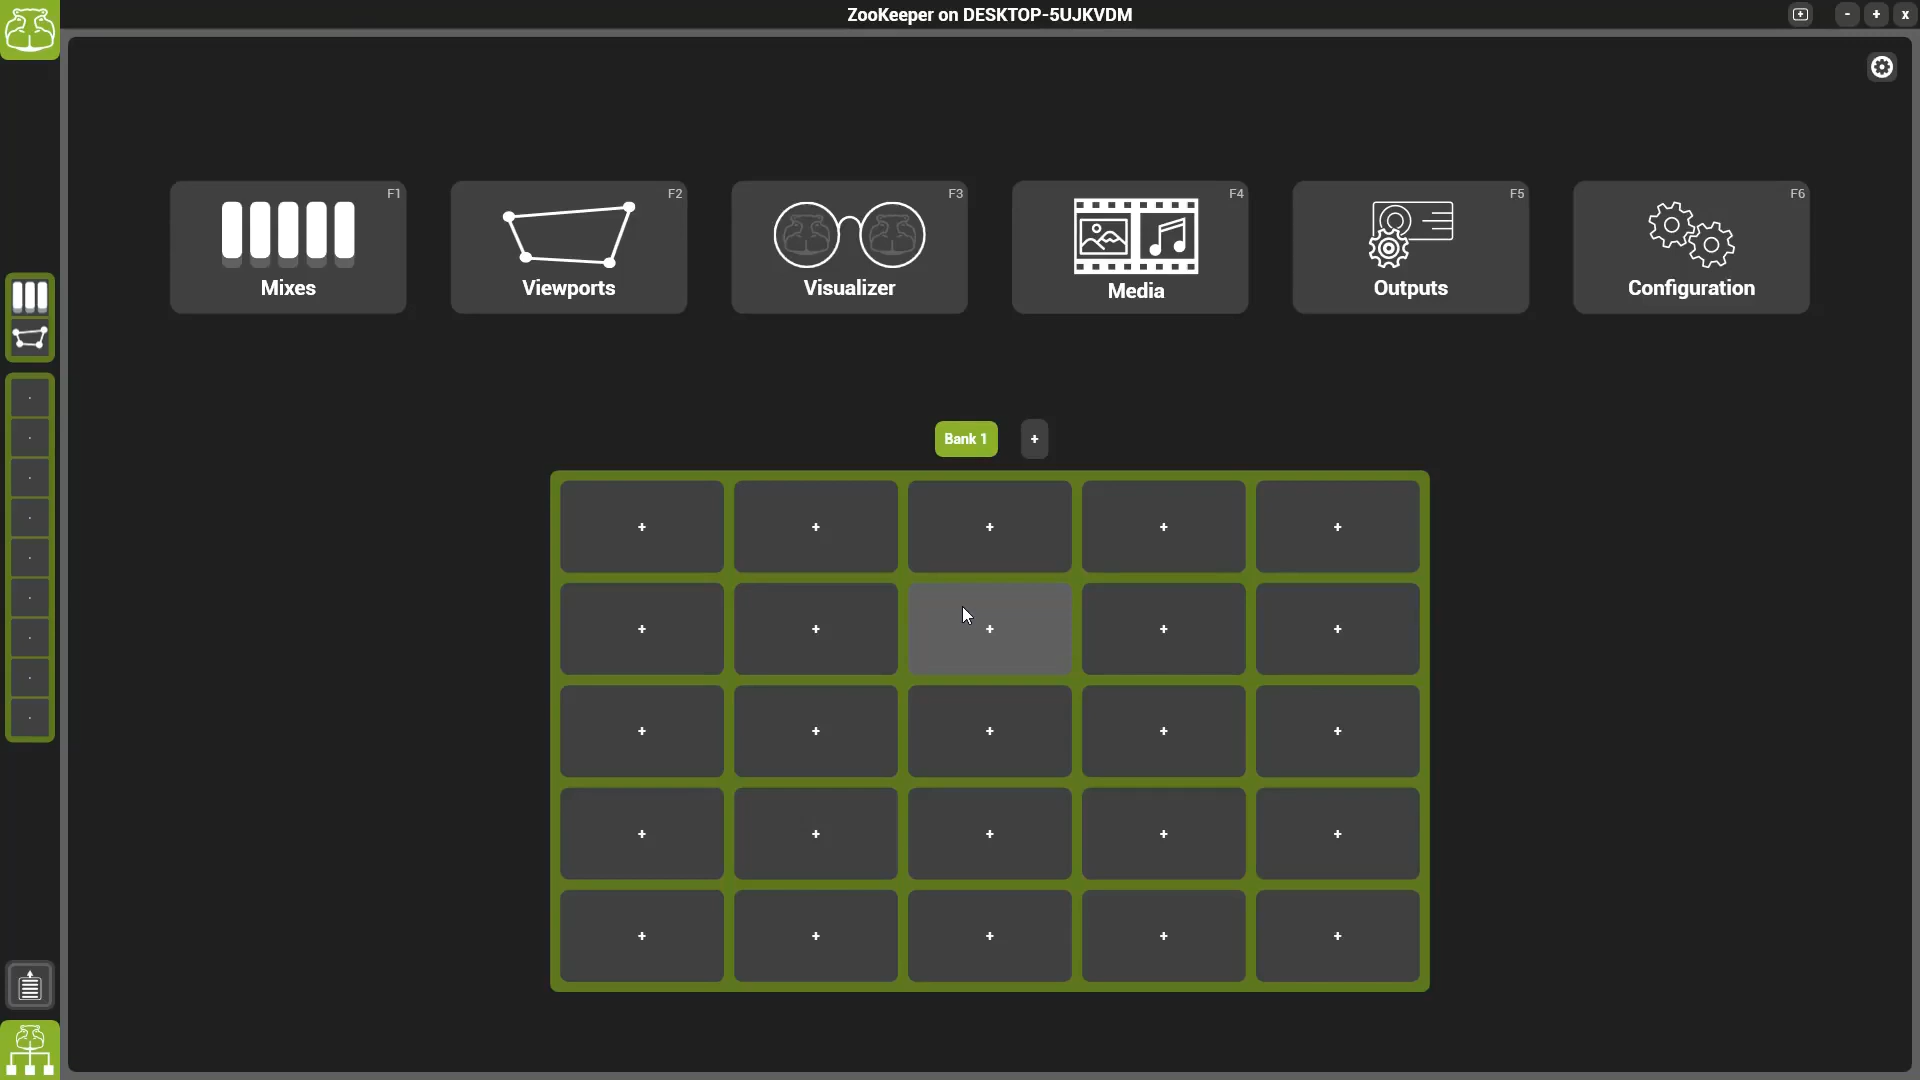 ZooKeeper on DESKTOP-5UJKVDM
- + x
F1 F2 F3 F4 F5 F6
Mixes Viewports Visualizer Media Outputs Configuration
Bank 1 +
+ + + + +
+ + + + +
+ + + + +
+ + + + +
+ + + + +